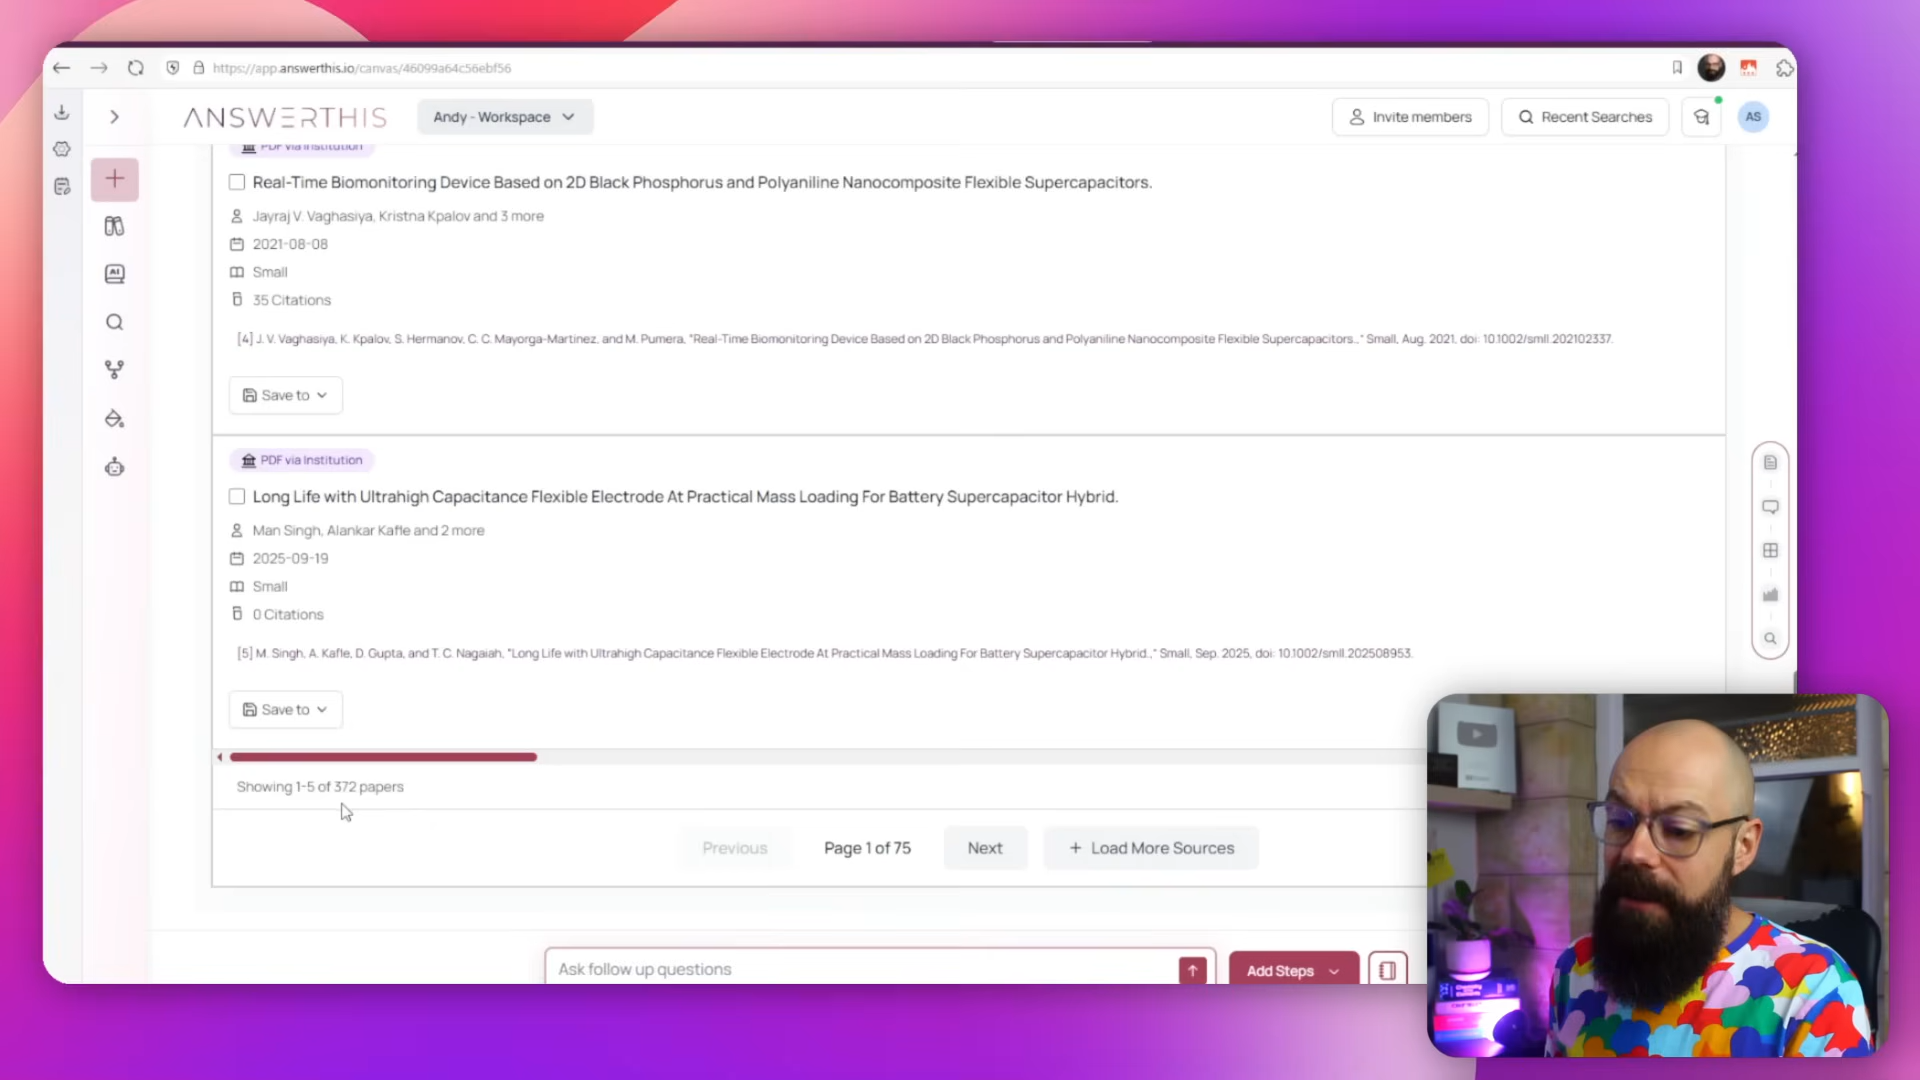 https://app.answerthis.io/canvas/46099a64c56ebf56
ANSWERTHIS
Andy - Workspace
Invite members
Recent Searches
AS
PDF via Institution
Real-Time Biomonitoring Device Based on 2D Black Phosphorus and Polyaniline Nanocomposite Flexible Supercapacitors.
Jayraj V. Vaghasiya, Kristna Kpalov and 3 more
2021-08-08
Small
35 Citations
[4] J. V. Vaghasiya, K. Kpalov, S. Hermanov, C. C. Mayorga-Martinez, and M. Pumera, "Real-Time Biomonitoring Device Based on 2D Black Phosphorus and Polyaniline Nanocomposite Flexible Supercapacitors.," Small, Aug. 2021, doi: 10.1002/smll.202102337.
Save to
PDF via Institution
Long Life with Ultrahigh Capacitance Flexible Electrode At Practical Mass Loading For Battery Supercapacitor Hybrid.
Man Singh, Alankar Kafle and 2 more
2025-09-19
Small
0 Citations
[5] M. Singh, A. Kafle, D. Gupta, and T. C. Nagaiah, "Long Life with Ultrahigh Capacitance Flexible Electrode At Practical Mass Loading For Battery Supercapacitor Hybrid.," Small, Sep. 2025, doi: 10.1002/smll.202508953.
Save to
Showing 1-5 of 372 papers
Previous
Page 1 of 75
Next
+ Load More Sources
Ask follow up questions
Add Steps
AI